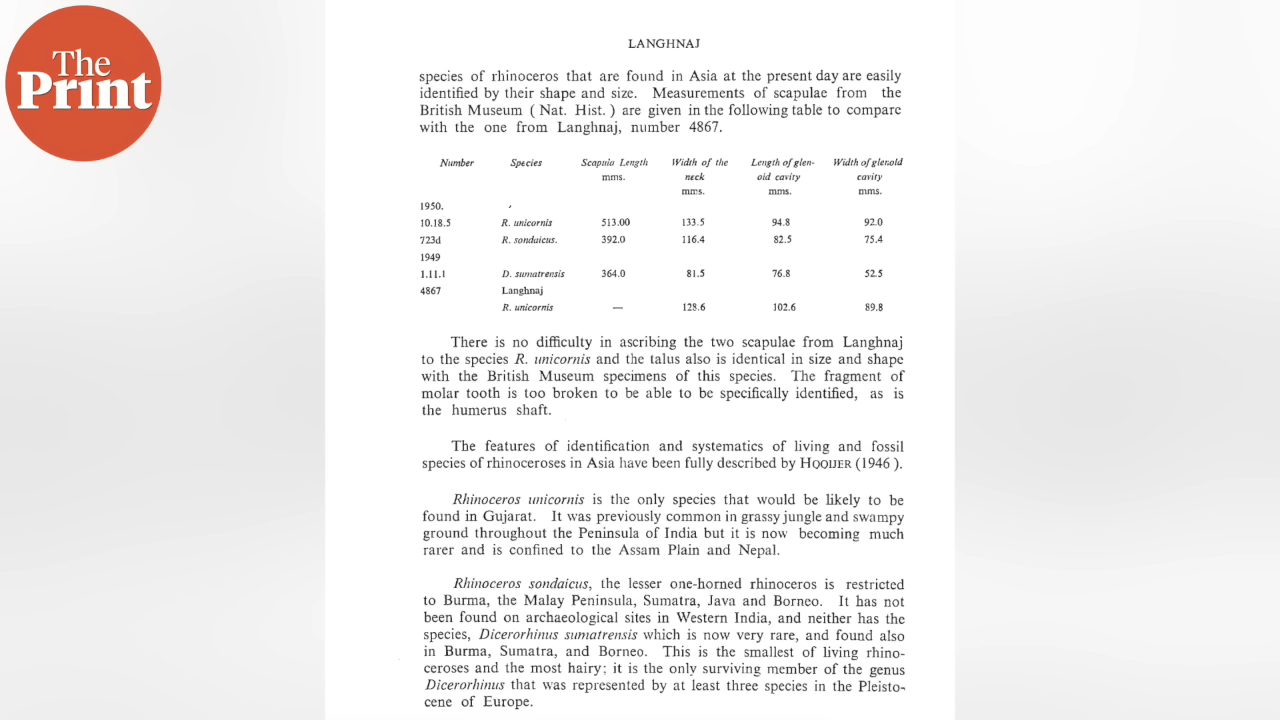 The
Print
LANGHNAJ
species of rhinoceros that are found in Asia at the present day are easily
identified by their shape and size. Measurements of scapulae from the
British Museum ( Nat. Hist. ) are given in the following table to compare
with the one from Langhnaj, number 4867.
Number Species Scapula Length Width of the Length of glen- Width of glenoid
mms. neck oid cavity cavity
mms. mms. mms.
1950.
10.18.5 R. unicornis 513.00 133.5 94.8 92.0
723d R. sondaicus. 392.0 116.4 82.5 75.4
1949
1.11.1 D. sumatrensis 364.0 81.5 76.8 52.5
4867 Langhnaj
R. unicornis — 128.6 102.6 89.8
There is no difficulty in ascribing the two scapulae from Langhnaj
to the species R. unicornis and the talus also is identical in size and shape
with the British Museum specimens of this species. The fragment of
molar tooth is too broken to be able to be specifically identified, as is
the humerus shaft.
The features of identification and systematics of living and fossil
species of rhinoceroses in Asia have been fully described by HOOIJER (1946 ).
Rhinoceros unicornis is the only species that would be likely to be
found in Gujarat. It was previously common in grassy jungle and swampy
ground throughout the Peninsula of India but it is now becoming much
rarer and is confined to the Assam Plain and Nepal.
Rhinoceros sondaicus, the lesser one-horned rhinoceros is restricted
to Burma, the Malay Peninsula, Sumatra, Java and Borneo. It has not
been found on archaeological sites in Western India, and neither has the
species, Dicerorhinus sumatrensis which is now very rare, and found also
in Burma, Sumatra, and Borneo. This is the smallest of living rhino-
ceroses and the most hairy; it is the only surviving member of the genus
Dicerorhinus that was represented by at least three species in the Pleisto-
cene of Europe.